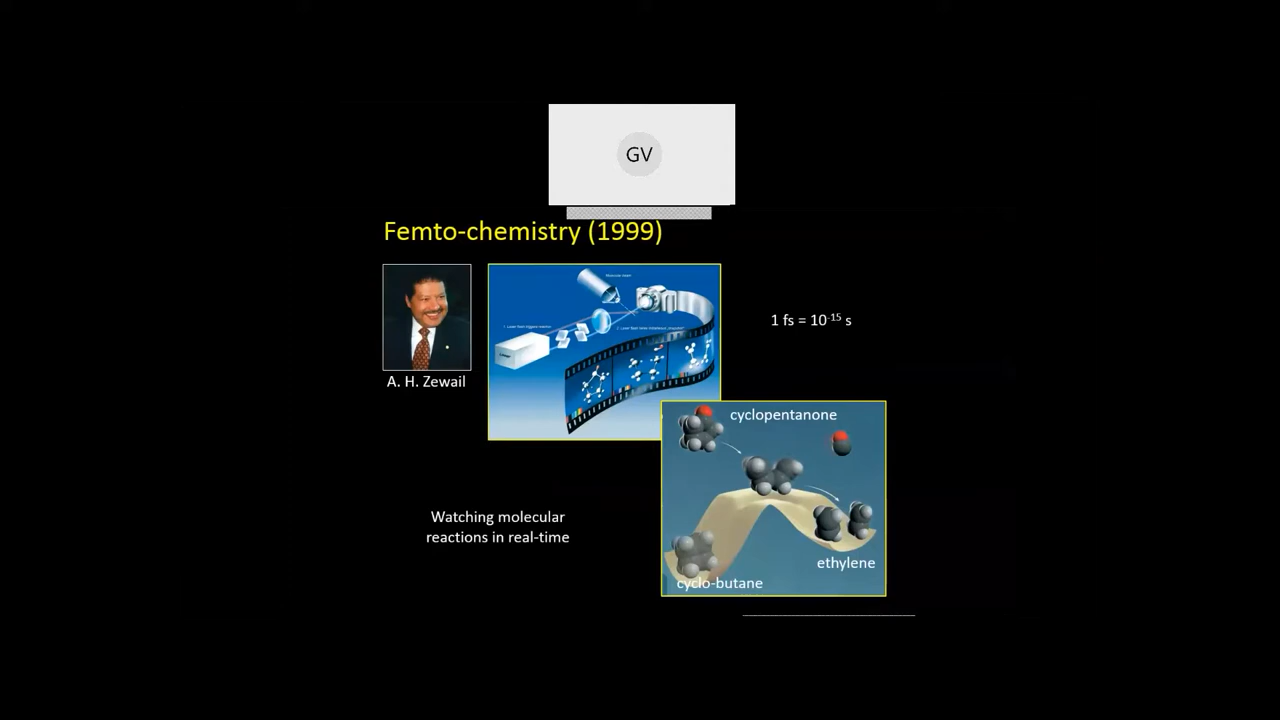 GV
Femto-chemistry (1999)
A. H. Zewail
1 fs = 10⁻¹⁵ s
cyclopentanone
Watching molecular
reactions in real-time
ethylene
cyclo-butane